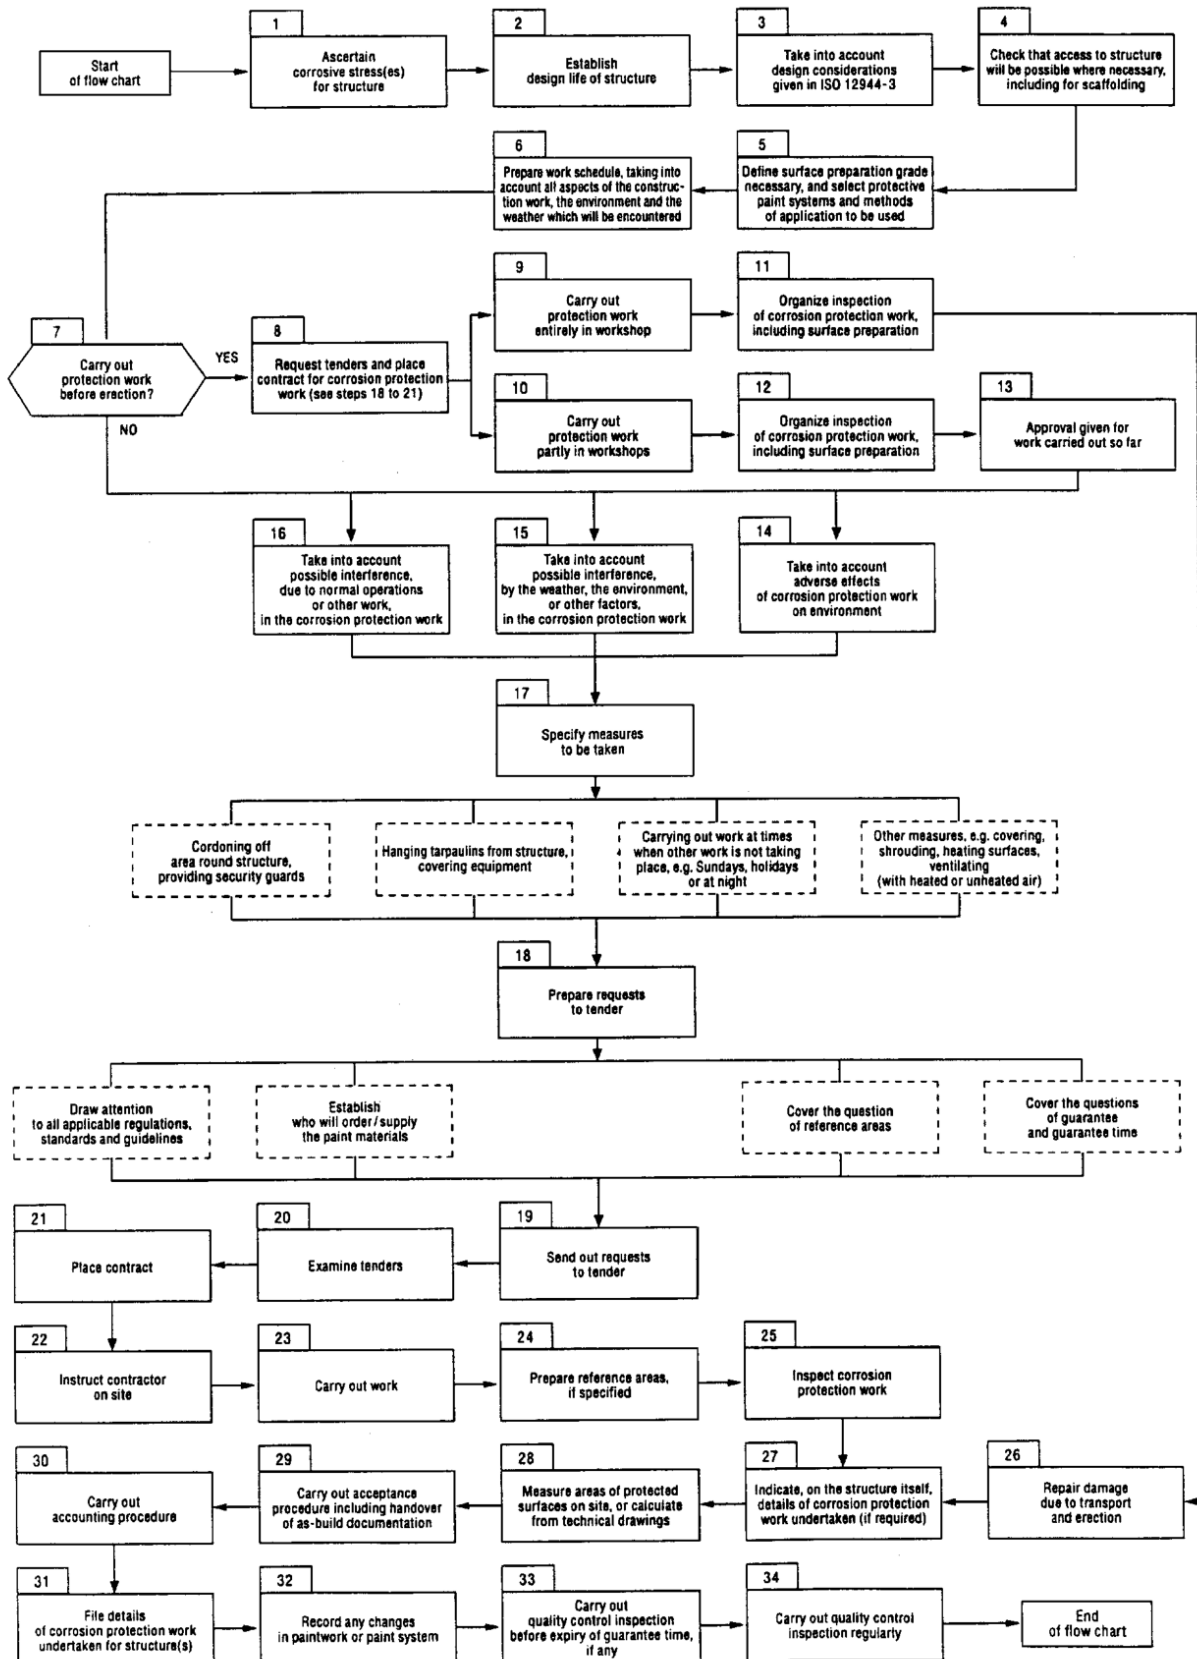 Start
of flow chart
1
Ascertain
corrosive stress(es)
for structure
2
Establish
design life of structure
3
Take into account
design considerations
given in ISO 12944-3
4
Check that access to structure
will be possible where necessary,
including for scaffolding
6
Prepare work schedule, taking into
account all aspects of the construc-
tion work, the environment and the
weather which will be encountered
5
Define surface preparation grade
necessary, and select protective
paint systems and methods
of application to be used
9
Carry out
protection work
entirely in workshop
11
Organize inspection
of corrosion protection work,
including surface preparation
7
Carry out
protection work
before erection?
YES
NO
8
Request tenders and place
contract for corrosion protection
work (see steps 18 to 21)
10
Carry out
protection work
partly in workshops
12
Organize inspection
of corrosion protection work,
including surface preparation
13
Approval given for
work carried out so far
16
Take into account
possible interference,
due to normal operations
or other work,
in the corrosion protection work
15
Take into account
possible interference,
by the weather, the environment,
or other factors,
in the corrosion protection work
14
Take into account
adverse effects
of corrosion protection work
on environment
17
Specify measures
to be taken
Cordoning off
area round structure,
providing security guards
Hanging tarpaulins from structure,
covering equipment
Carrying out work at times
when other work is not taking
place, e.g. Sundays, holidays
or at night
Other measures, e.g. covering,
shrouding, heating surfaces,
ventilating
(with heated or unheated air)
18
Prepare requests
to tender
Draw attention
to all applicable regulations,
standards and guidelines
Establish
who will order/supply
the paint materials
Cover the question
of reference areas
Cover the questions
of guarantee
and guarantee time
21
Place contract
20
Examine tenders
19
Send out requests
to tender
22
Instruct contractor
on site
23
Carry out work
24
Prepare reference areas,
if specified
25
Inspect corrosion
protection work
30
Carry out
accounting procedure
29
Carry out acceptance
procedure including handover
of as-build documentation
28
Measure areas of protected
surfaces on site, or calculate
from technical drawings
27
Indicate, on the structure itself,
details of corrosion protection
work undertaken (if required)
26
Repair damage
due to transport
and erection
31
File details
of corrosion protection work
undertaken for structure(s)
32
Record any changes
in paintwork or paint system
33
Carry out
quality control inspection
before expiry of guarantee time,
if any
34
Carry out quality control
inspection regularly
End
of flow chart